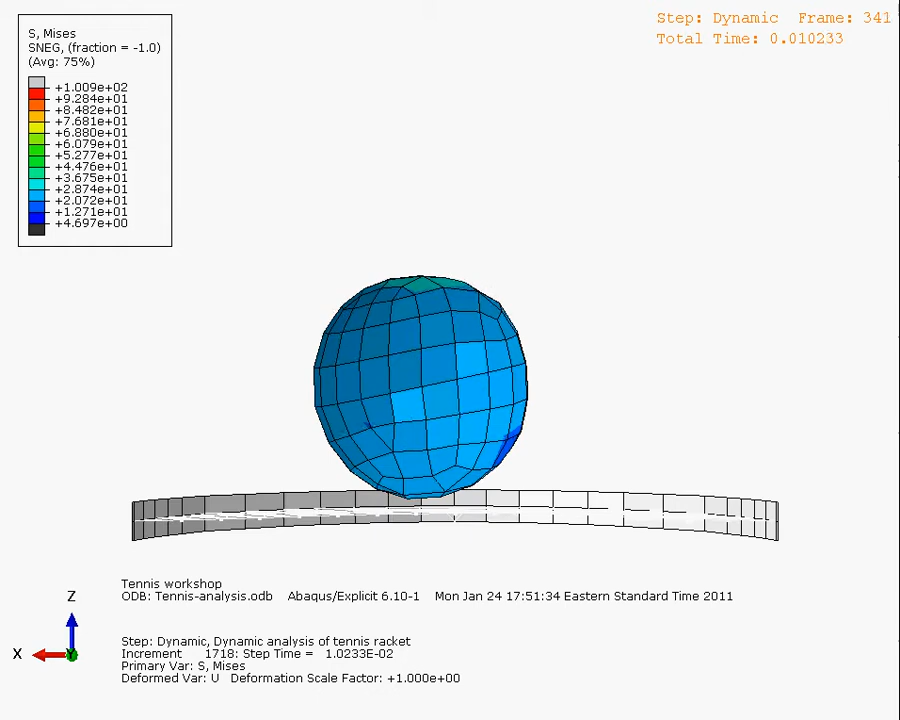 Step: Dynamic Frame: 341
Total Time: 0.010233
S, Mises
SNEG, (fraction = -1.0)
(Avg: 75%)
+1.009e+02
+9.284e+01
+8.482e+01
+7.681e+01
+6.880e+01
+6.079e+01
+5.277e+01
+4.476e+01
+3.675e+01
+2.874e+01
+2.072e+01
+1.271e+01
+4.697e+00
Tennis workshop
ODB: Tennis-analysis.odb Abaqus/Explicit 6.10-1 Mon Jan 24 17:51:34 Eastern Standard Time 2011
Step: Dynamic, Dynamic analysis of tennis racket
Increment 1718: Step Time = 1.0233E-02
Primary Var: S, Mises
Deformed Var: U Deformation Scale Factor: +1.000e+00
Z
X
Y